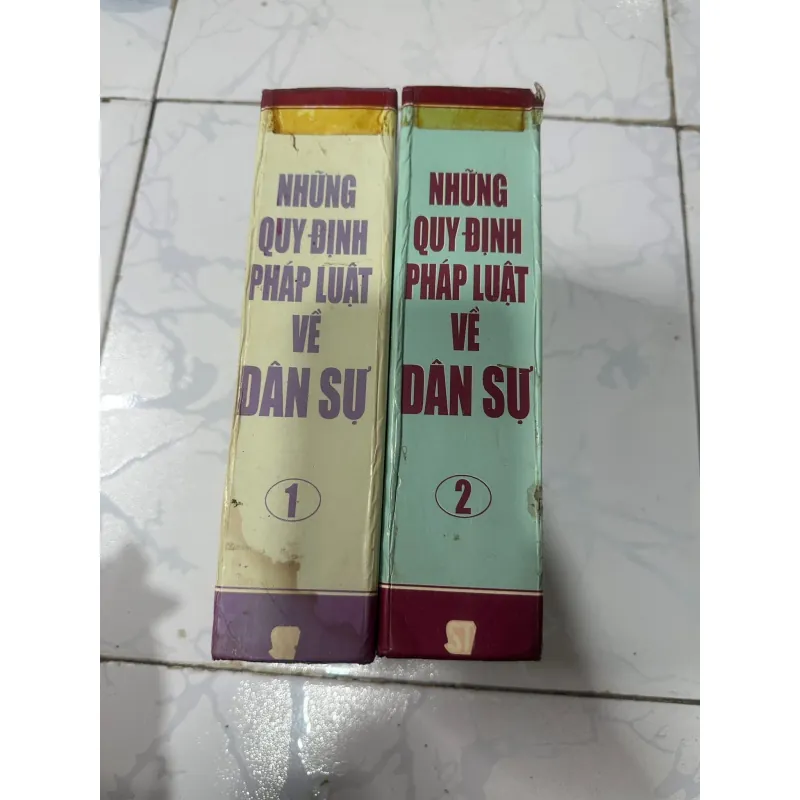 NHỮNG
QUY ĐỊNH
PHÁP LUẬT
VỀ
DÂN SỰ
1
NHỮNG
QUY ĐỊNH
PHÁP LUẬT
VỀ
DÂN SỰ
2